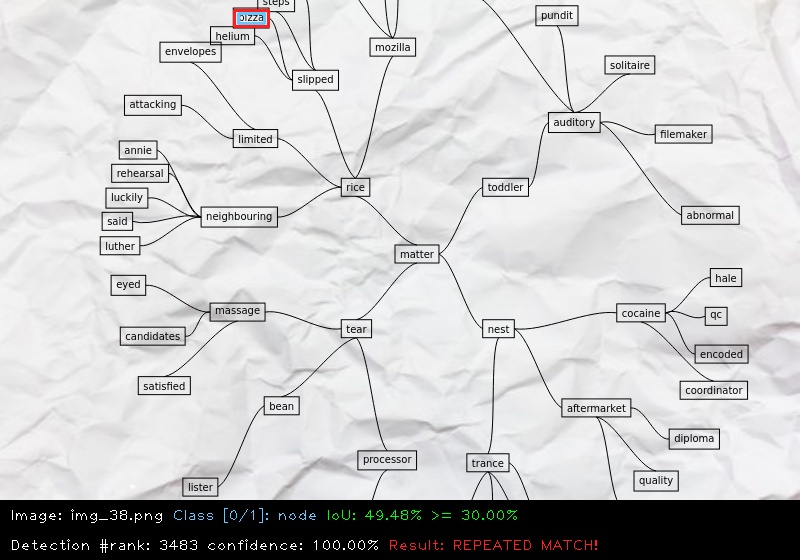 steps
pizza
helium
envelopes
mozilla
slipped
attacking
limited
annie
rehearsal
luckily
said
luther
neighbouring
rice
pundit
solitaire
auditory
filemaker
toddler
abnormal
matter
eyed
massage
candidates
satisfied
tear
nest
hale
cocaine
qc
encoded
coordinator
bean
aftermarket
diploma
processor
trance
quality
lister
Image: img_38.png Class [0/1]: node IoU: 49.48% >= 30.00%
Detection #rank: 3483 confidence: 100.00% Result: REPEATED MATCH!